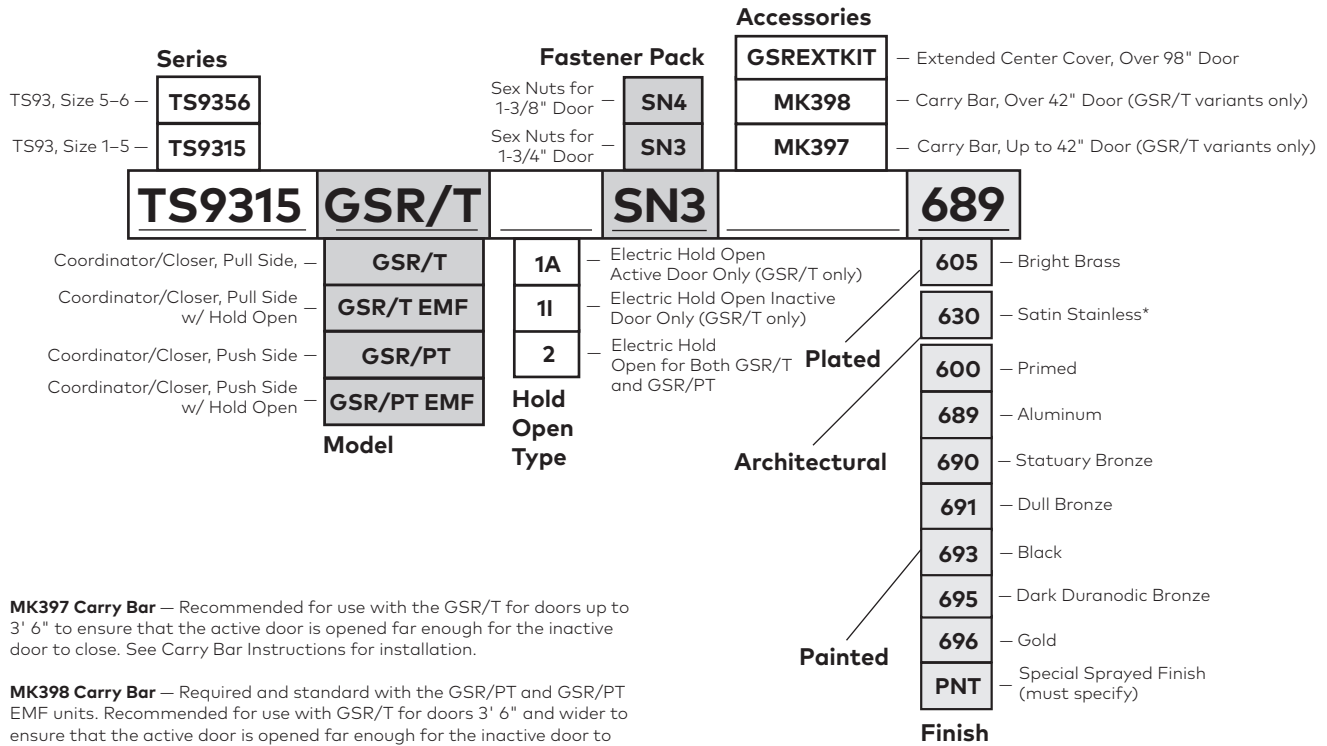 Accessories
Series
Fastener Pack
GSREXTKIT — Extended Center Cover, Over 98" Door
TS93, Size 5–6 — TS9356
Sex Nuts for
1-3/8" Door — SN4
MK398 — Carry Bar, Over 42" Door (GSR/T variants only)
TS93, Size 1–5 — TS9315
Sex Nuts for
1-3/4" Door — SN3
MK397 — Carry Bar, Up to 42" Door (GSR/T variants only)
TS9315 GSR/T SN3 689
Coordinator/Closer, Pull Side, — GSR/T
Coordinator/Closer, Pull Side
w/ Hold Open — GSR/T EMF
Coordinator/Closer, Push Side — GSR/PT
Coordinator/Closer, Push Side
w/ Hold Open — GSR/PT EMF
Model
1A — Electric Hold Open
Active Door Only (GSR/T only)
1I — Electric Hold Open Inactive
Door Only (GSR/T only)
2 — Electric Hold
Open for Both GSR/T
and GSR/PT
Hold
Open
Type
Plated
Architectural
Painted
605 — Bright Brass
630 — Satin Stainless*
600 — Primed
689 — Aluminum
690 — Statuary Bronze
691 — Dull Bronze
693 — Black
695 — Dark Duranodic Bronze
696 — Gold
PNT — Special Sprayed Finish
(must specify)
Finish
MK397 Carry Bar — Recommended for use with the GSR/T for doors up to
3' 6" to ensure that the active door is opened far enough for the inactive
door to close. See Carry Bar Instructions for installation.
MK398 Carry Bar — Required and standard with the GSR/PT and GSR/PT
EMF units. Recommended for use with GSR/T for doors 3' 6" and wider to
ensure that the active door is opened far enough for the inactive door to